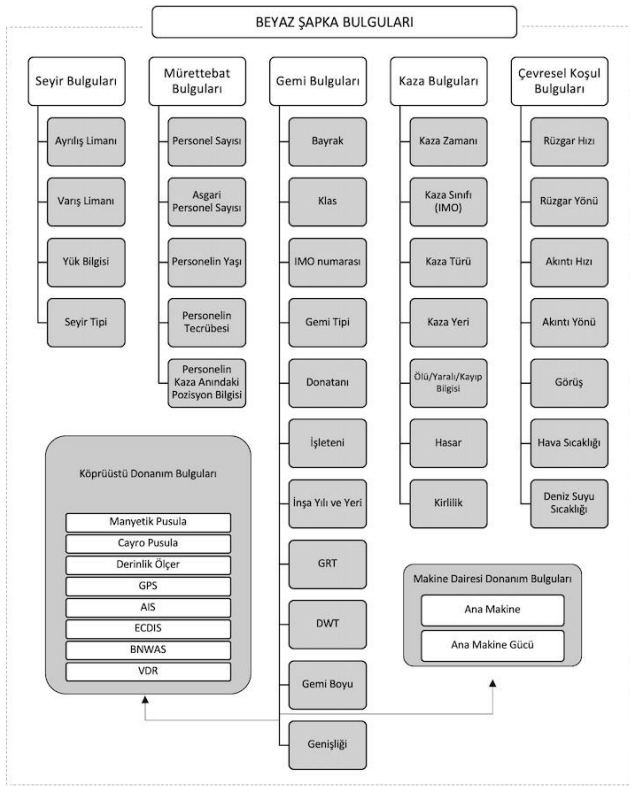 BEYAZ ŞAPKA BULGULARI
Seyir Bulguları
Ayrılış Limanı
Varış Limanı
Yük Bilgisi
Seyir Tipi
Mürettebat
Bulguları
Personel Sayısı
Asgari
Personel Sayısı
Personelin Yaşı
Personelin
Tecrübesi
Personelin
Kaza Anındaki
Pozisyon Bilgisi
Gemi Bulguları
Bayrak
Klas
IMO numarası
Gemi Tipi
Donatanı
İşleteni
İnşa Yılı ve Yeri
GRT
DWT
Gemi Boyu
Genişliği
Kaza Bulguları
Kaza Zamanı
Kaza Sınıfı
(IMO)
Kaza Türü
Kaza Yeri
Ölü/Yaralı/Kayıp
Bilgisi
Hasar
Kirlilik
Çevresel Koşul
Bulguları
Rüzgar Hızı
Rüzgar Yönü
Akıntı Hızı
Akıntı Yönü
Görüş
Hava Sıcaklığı
Deniz Suyu
Sıcaklığı
Köprüüstü Donanım Bulguları
Manyetik Pusula
Cayro Pusula
Derinlik Ölçer
GPS
AIS
ECDIS
BNWAS
VDR
Makine Dairesi Donanım Bulguları
Ana Makine
Ana Makine Gücü